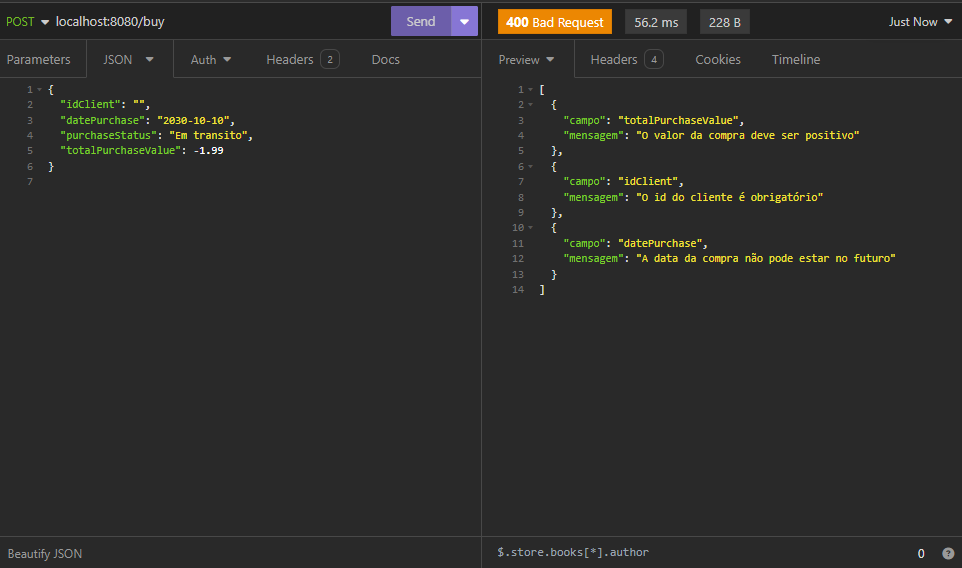 POST localhost:8080/buy Send
400 Bad Request 56.2 ms 228 B Just Now
Parameters JSON Auth Headers 2 Docs
Preview Headers 4 Cookies Timeline
1 {
2 "idClient": "",
3 "datePurchase": "2030-10-10",
4 "purchaseStatus": "Em transito",
5 "totalPurchaseValue": -1.99
6 }
7
1 [
2 {
3 "campo": "totalPurchaseValue",
4 "mensagem": "O valor da compra deve ser positivo"
5 },
6 {
7 "campo": "idClient",
8 "mensagem": "O id do cliente é obrigatório"
9 },
10 {
11 "campo": "datePurchase",
12 "mensagem": "A data da compra não pode estar no futuro"
13 }
14 ]
Beautify JSON
$.store.books[*].author 0 ?